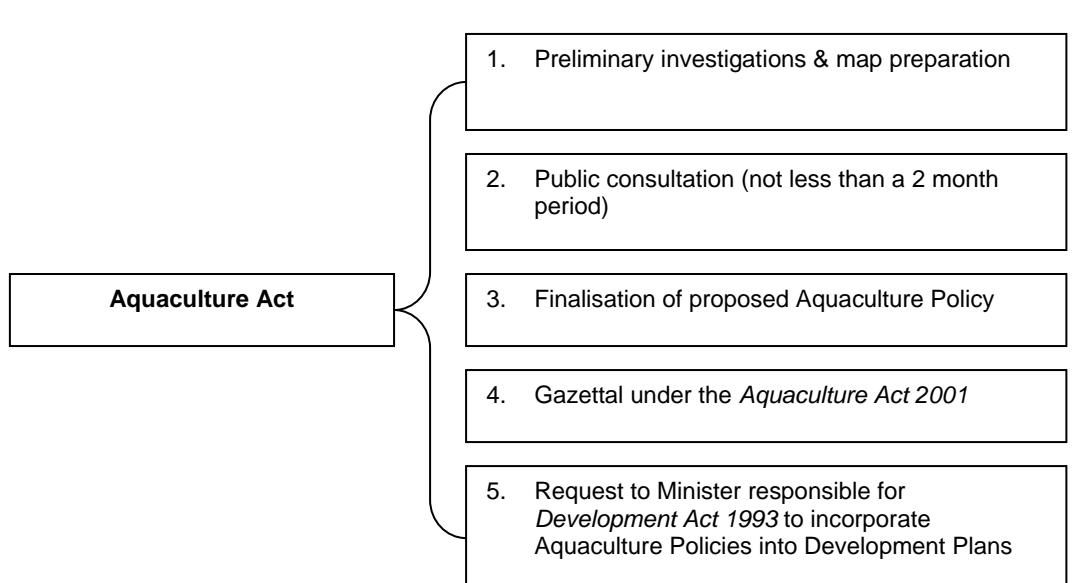 1. Preliminary investigations & map preparation
2. Public consultation (not less than a 2 month
period)
Aquaculture Act
3. Finalisation of proposed Aquaculture Policy
4. Gazettal under the Aquaculture Act 2001
5. Request to Minister responsible for
Development Act 1993 to incorporate
Aquaculture Policies into Development Plans